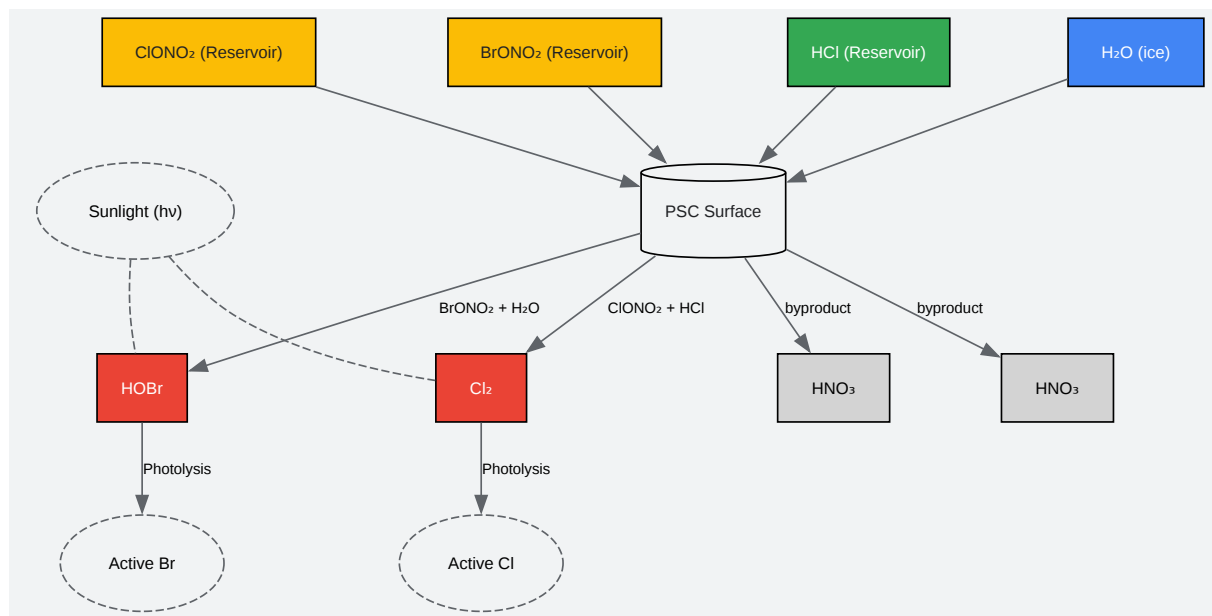 ClONO₂ (Reservoir)
BrONO₂ (Reservoir)
HCl (Reservoir)
H₂O (ice)
Sunlight (hν)
PSC Surface
BrONO₂ + H₂O
ClONO₂ + HCl
byproduct
byproduct
HOBr
Cl₂
HNO₃
HNO₃
Photolysis
Photolysis
Active Br
Active Cl